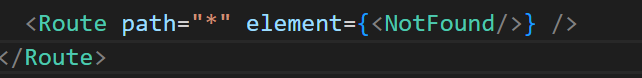 <Route path="*" element={<NotFound/>} />
</Route>